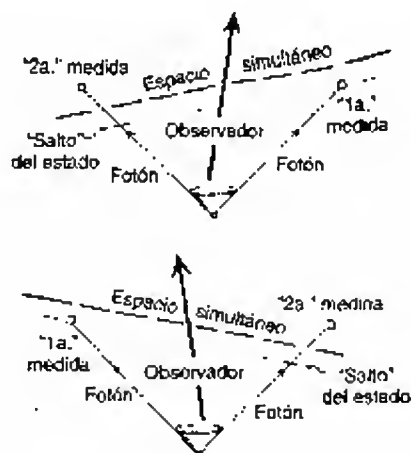 "2a." medida
Espacio simultáneo
"1a."
medida
"Salto"
del estado
Observador
Fotón
Fotón
Espacio simultáneo
"2a." medina
"1a."
medida
Observador
"Salto"
del estado
Fotón
Fotón